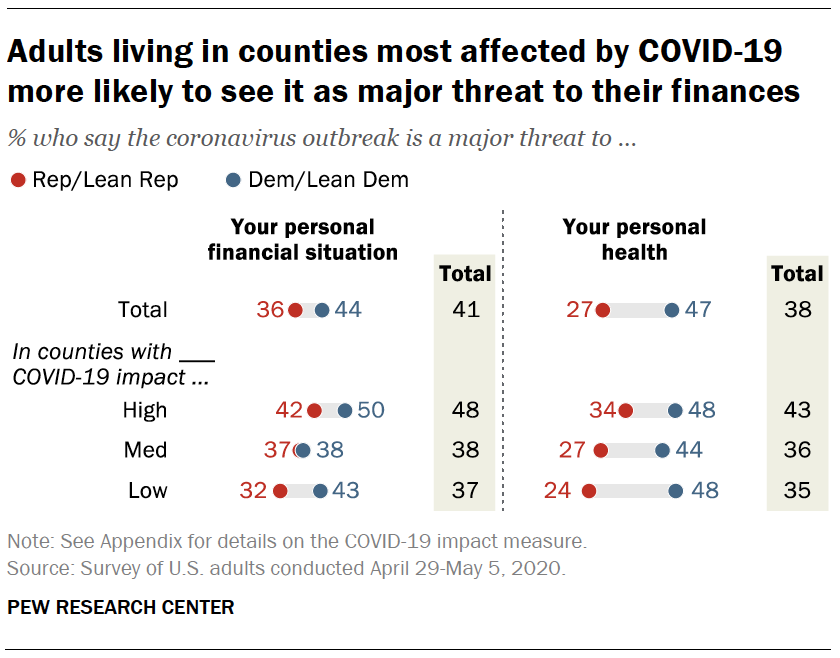 Adults living in counties most affected by COVID-19
more likely to see it as major threat to their finances
% who say the coronavirus outbreak is a major threat to ...
Rep/Lean Rep Dem/Lean Dem
Your personal financial situation Your personal health
Total Total
Total 36 44 41 27 47 38
In counties with ___
COVID-19 impact ...
High 42 50 48 34 48 43
Med 37 38 38 27 44 36
Low 32 43 37 24 48 35
Note: See Appendix for details on the COVID-19 impact measure.
Source: Survey of U.S. adults conducted April 29-May 5, 2020.
PEW RESEARCH CENTER